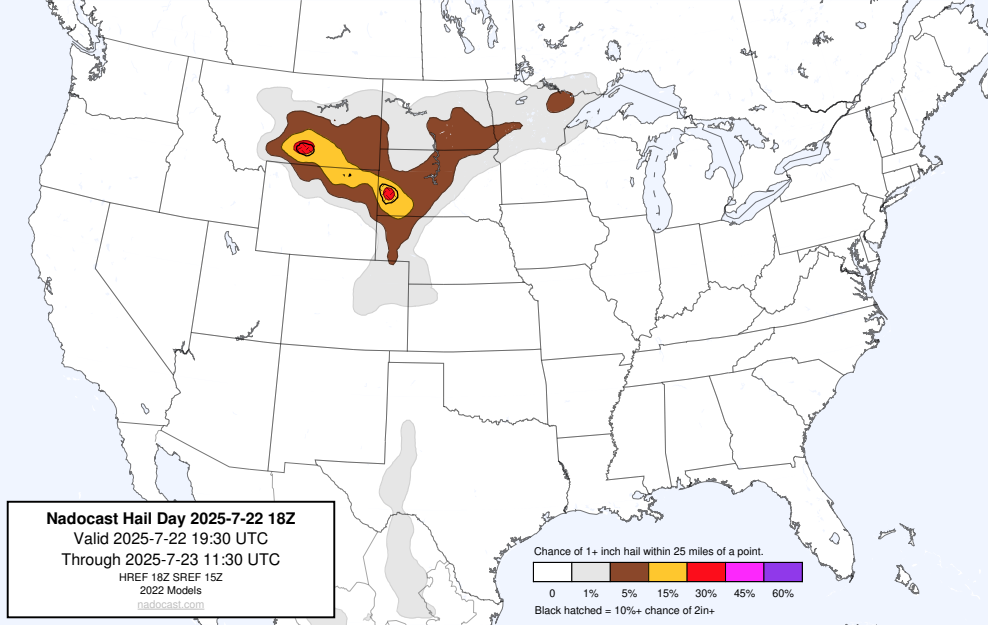 Nadocast Hail Day 2025-7-22 18Z
Valid 2025-7-22 19:30 UTC
Through 2025-7-23 11:30 UTC
HREF 18Z SREF 15Z
2022 Models
nadocast.com
Chance of 1+ inch hail within 25 miles of a point.
0 1% 5% 15% 30% 45% 60%
Black hatched = 10%+ chance of 2in+